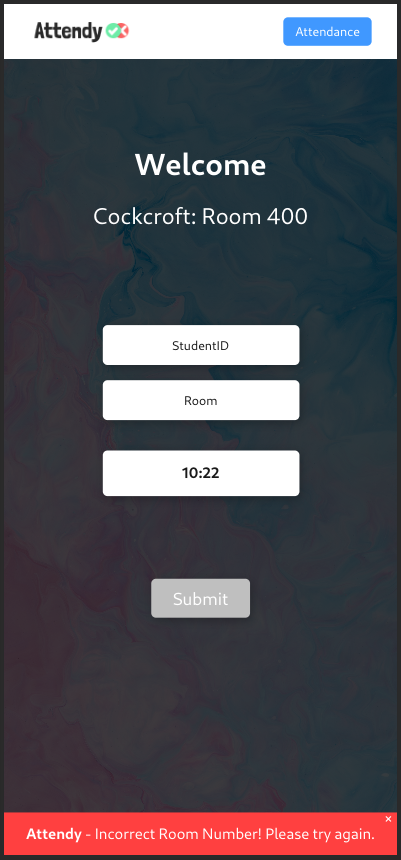 Attendy
Attendance
Welcome
Cockcroft: Room 400
StudentID
Room
10:22
Submit
Attendy - Incorrect Room Number! Please try again.